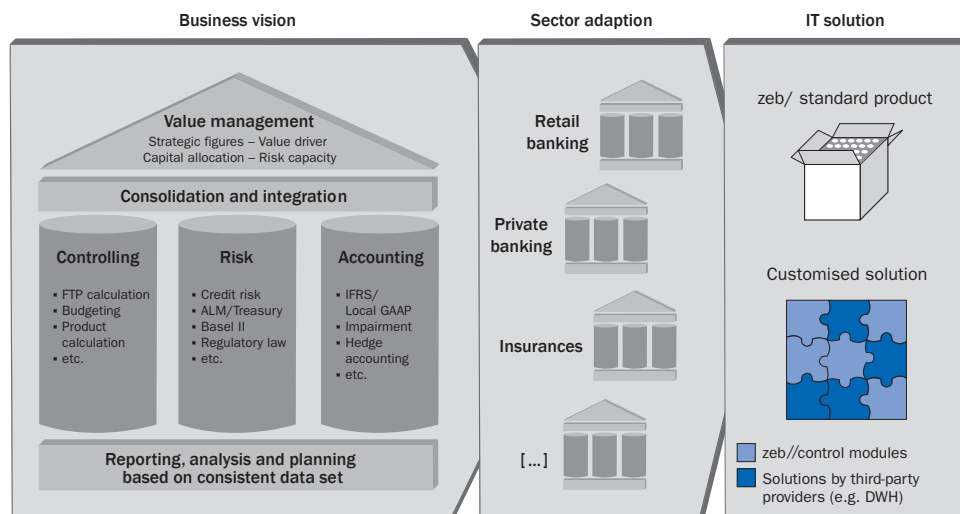 Business vision
Sector adaption
IT solution
Value management
Strategic figures – Value driver
Capital allocation – Risk capacity
Consolidation and integration
Controlling
▪ FTP calculation
▪ Budgeting
▪ Product
calculation
▪ etc.
Risk
▪ Credit risk
▪ ALM/Treasury
▪ Basel II
▪ Regulatory law
▪ etc.
Accounting
▪ IFRS/
Local GAAP
▪ Impairment
▪ Hedge
accounting
▪ etc.
Reporting, analysis and planning
based on consistent data set
Retail
banking
Private
banking
Insurances
[...]
zeb/ standard product
Customised solution
zeb//control modules
Solutions by third-party
providers (e.g. DWH)